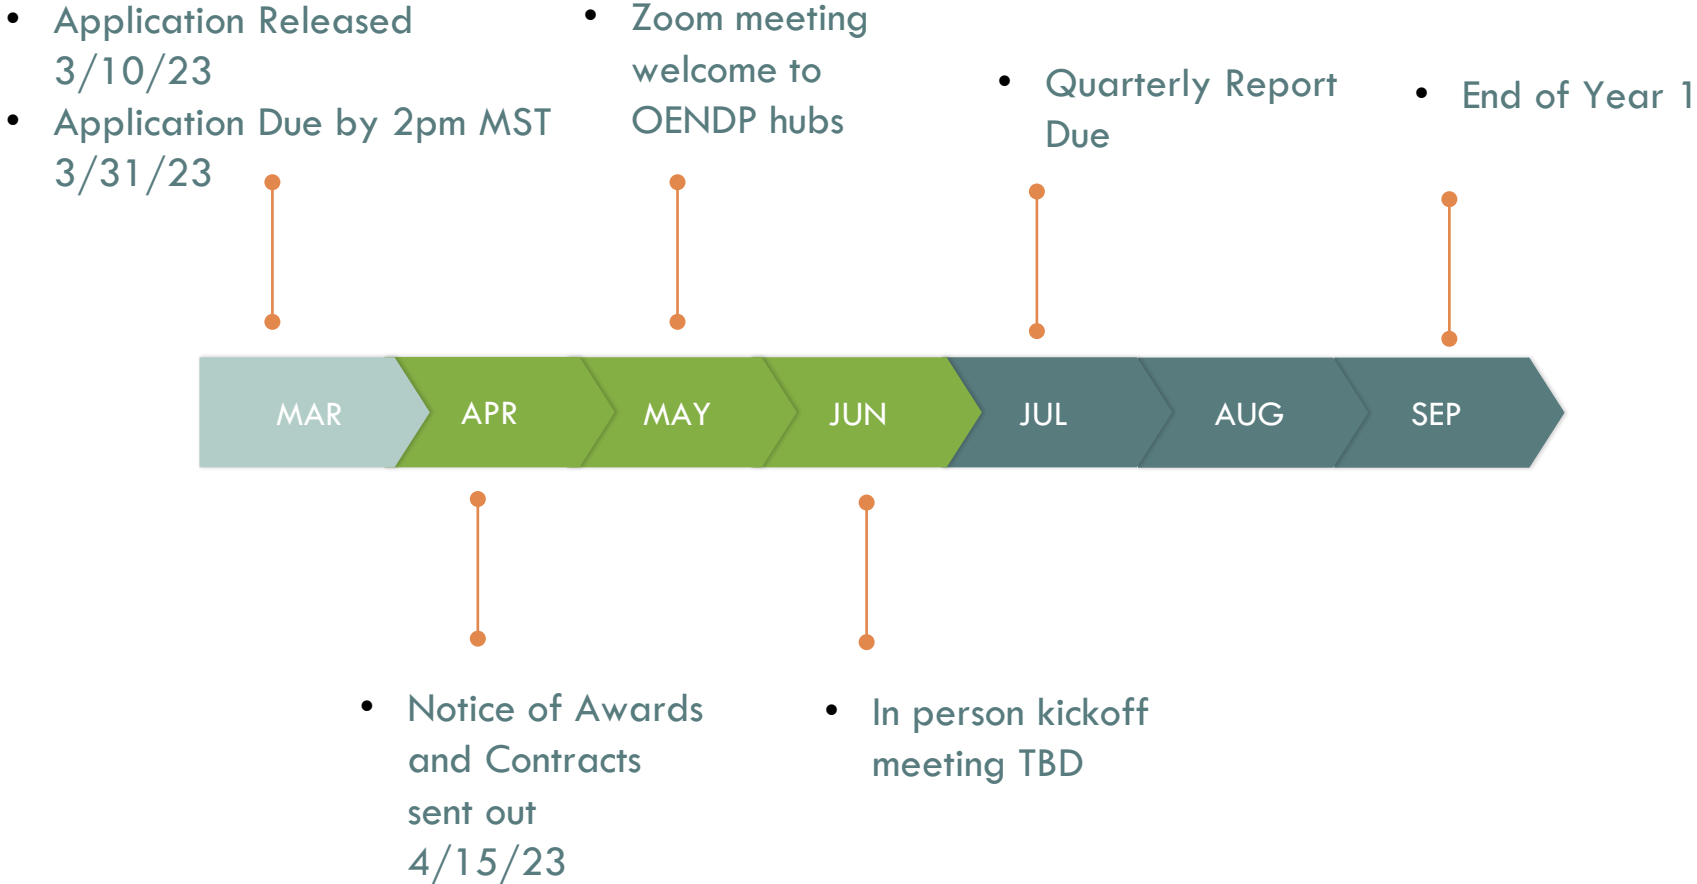 • Application Released
3/10/23
• Application Due by 2pm MST
3/31/23
• Zoom meeting
welcome to
OENDP hubs
• Quarterly Report
Due
• End of Year 1
MAR
APR
MAY
JUN
JUL
AUG
SEP
• Notice of Awards
and Contracts
sent out
4/15/23
• In person kickoff
meeting TBD